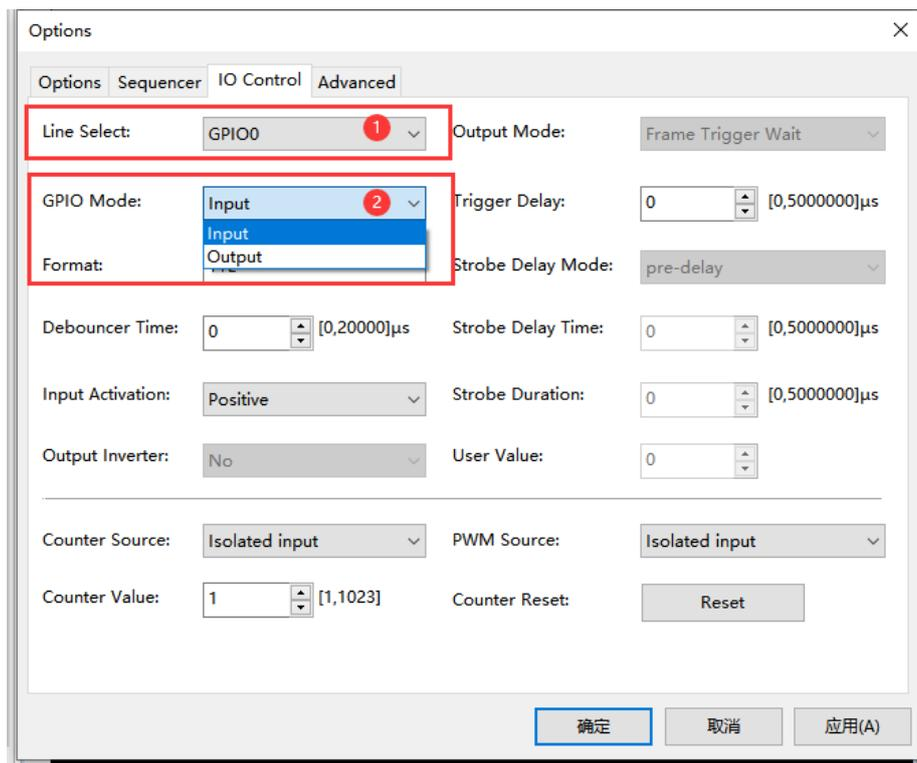 Options
Options Sequencer IO Control Advanced
Line Select: GPIO0 1 Output Mode: Frame Trigger Wait
GPIO Mode: Input 2 Trigger Delay: 0 [0,5000000]μs
Input
Output
Format: Strobe Delay Mode: pre-delay
Debouncer Time: 0 [0,20000]μs Strobe Delay Time: 0 [0,5000000]μs
Input Activation: Positive Strobe Duration: 0 [0,5000000]μs
Output Inverter: No User Value: 0
Counter Source: Isolated input PWM Source: Isolated input
Counter Value: 1 [1,1023] Counter Reset: Reset
确定 取消 应用(A)